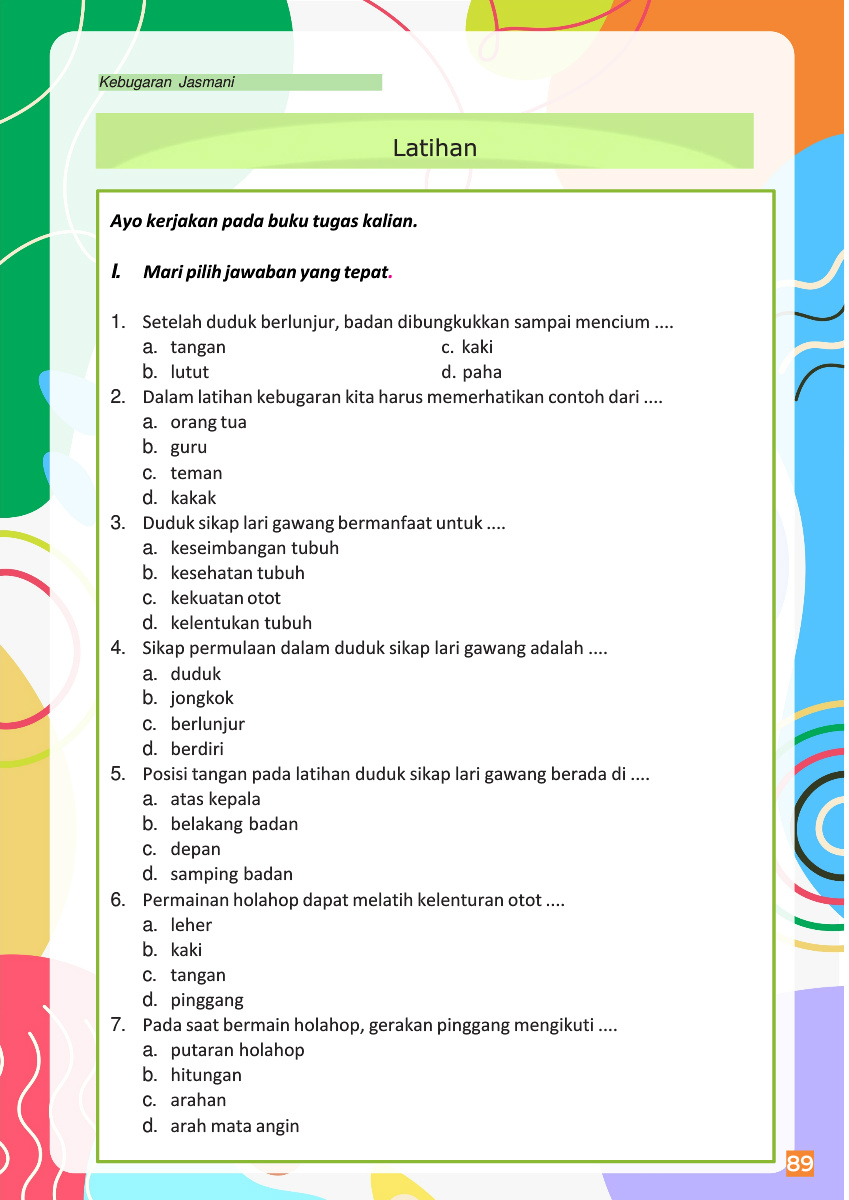 Kebugaran Jasmani
Latihan
Ayo kerjakan pada buku tugas kalian.
I. Mari pilih jawaban yang tepat.
1. Setelah duduk berlunjur, badan dibungkukkan sampai mencium ....
a. tangan c. kaki
b. lutut d. paha
2. Dalam latihan kebugaran kita harus memerhatikan contoh dari ....
a. orang tua
b. guru
c. teman
d. kakak
3. Duduk sikap lari gawang bermanfaat untuk ....
a. keseimbangan tubuh
b. kesehatan tubuh
c. kekuatan otot
d. kelentukan tubuh
4. Sikap permulaan dalam duduk sikap lari gawang adalah ....
a. duduk
b. jongkok
c. berlunjur
d. berdiri
5. Posisi tangan pada latihan duduk sikap lari gawang berada di ....
a. atas kepala
b. belakang badan
c. depan
d. samping badan
6. Permainan holahop dapat melatih kelenturan otot ....
a. leher
b. kaki
c. tangan
d. pinggang
7. Pada saat bermain holahop, gerakan pinggang mengikuti ....
a. putaran holahop
b. hitungan
c. arahan
d. arah mata angin
89